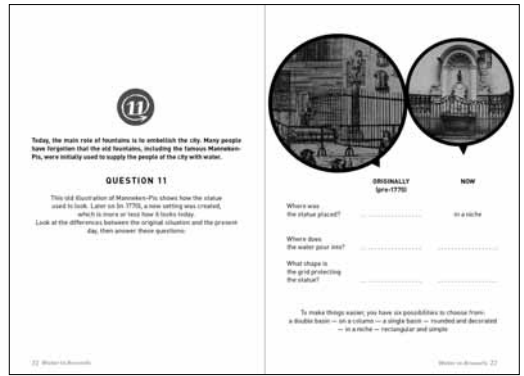 11
Today, the main role of fountains is to embellish the city. Many people
have forgotten that the old fountains, including the famous Manneken-
Pis, were initially used to supply the people of the city with water.
QUESTION 11
This old illustration of Manneken-Pis shows how the statue
used to look. Later on (in 1770), a new setting was created,
which is more or less how it looks today.
Look at the differences between the original situation and the present
day, then answer these questions:
22 Water in Brussels
ORIGINALLY
(pre-1770)
NOW
Where was
the statue placed?
in a niche
Where does
the water pour into?
What shape is
the grid protecting
the statue?
To make things easier, you have six possibilities to choose from:
a double basin — on a column — a single basin — rounded and decorated
— in a niche — rectangular and simple
Water in Brussels 23